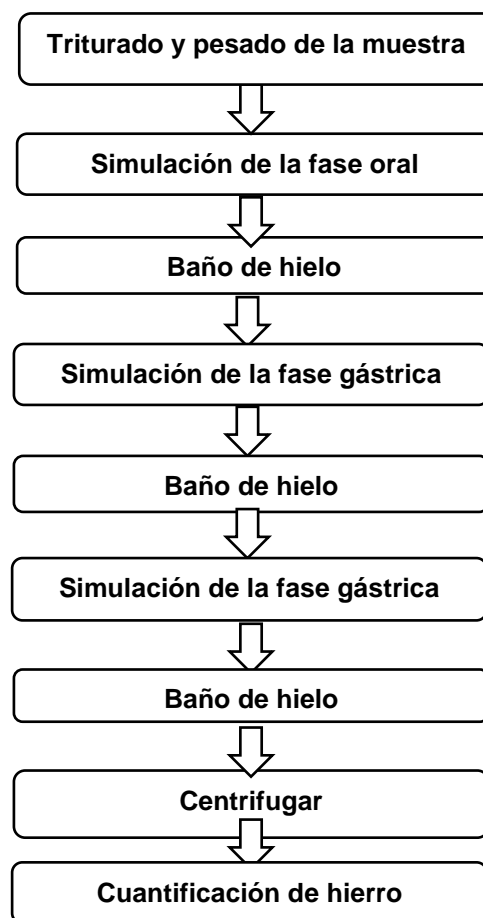 Triturado y pesado de la muestra
Simulación de la fase oral
Baño de hielo
Simulación de la fase gástrica
Baño de hielo
Simulación de la fase gástrica
Baño de hielo
Centrifugar
Cuantificación de hierro